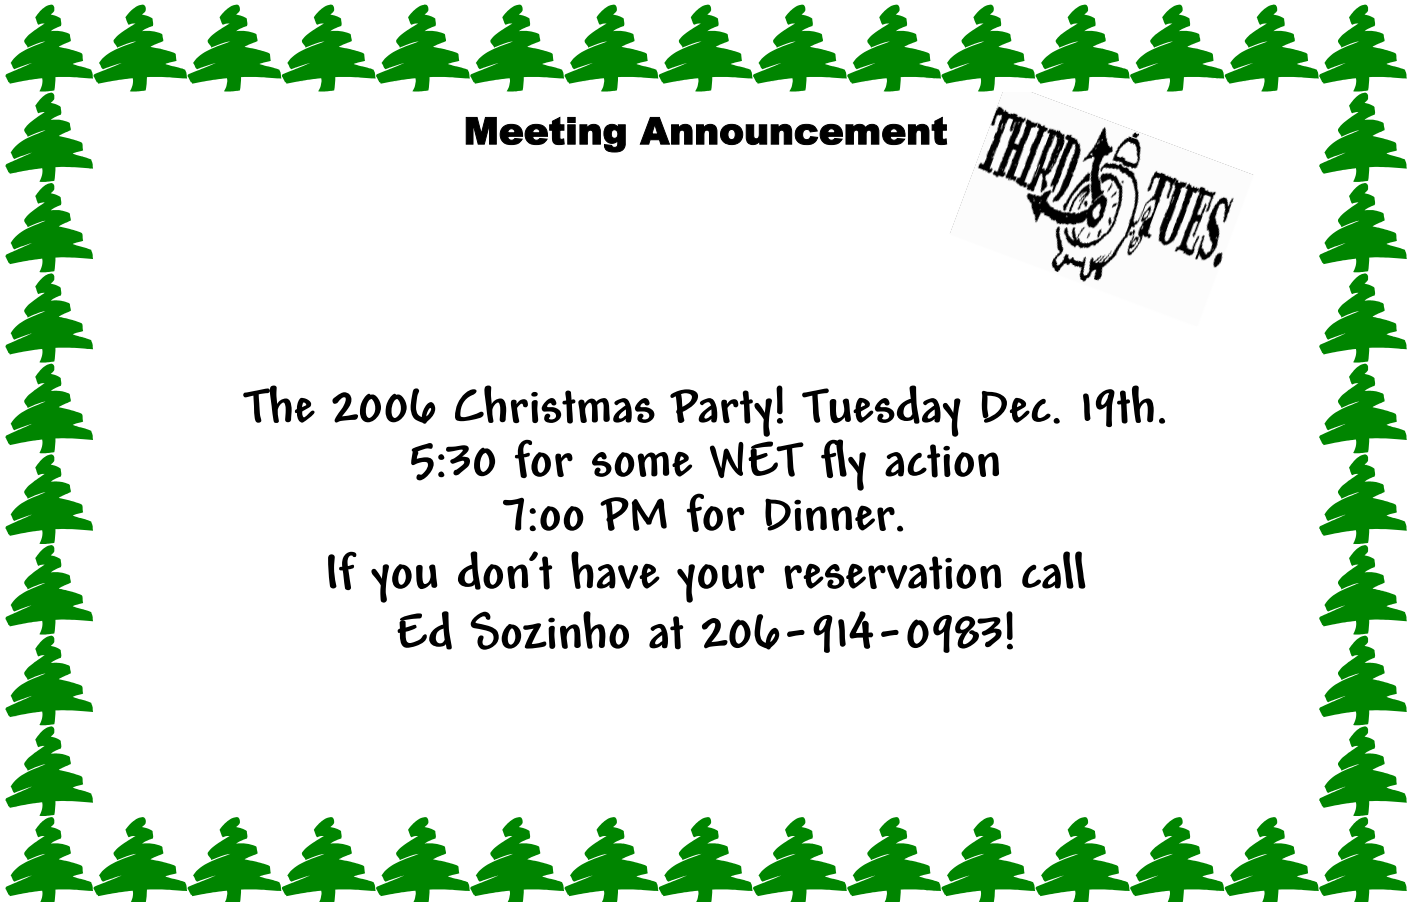 Meeting Announcement
THIRD TUES.
The 2006 Christmas Party! Tuesday Dec. 19th.
5:30 for some WET fly action
7:00 PM for Dinner.
If you don't have your reservation call
Ed Sozinho at 206-914-0983!